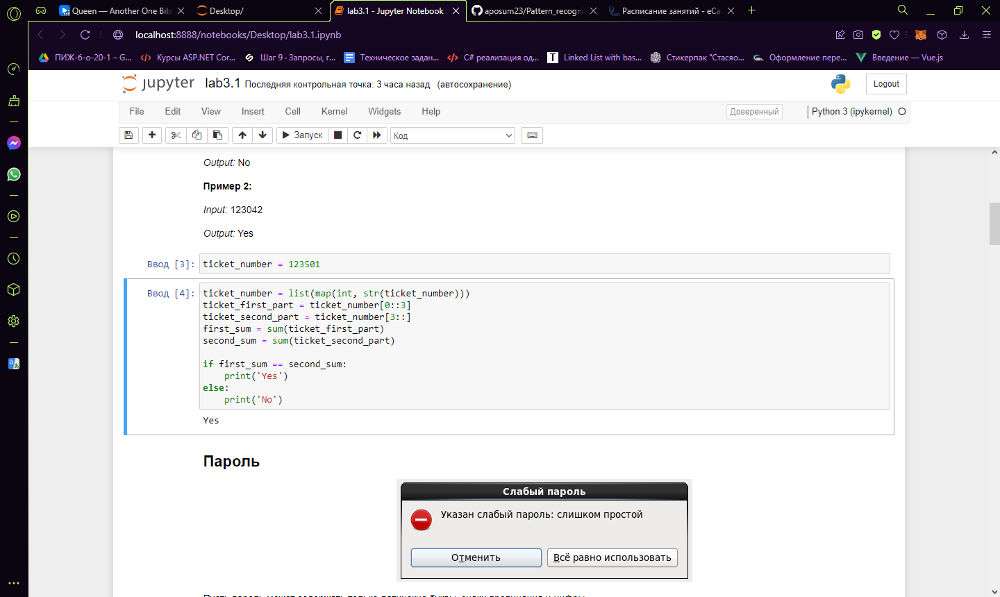 Queen — Another One Bite
Desktop/
lab3.1 - Jupyter Notebook
aposum23/Pattern_recogni
Расписание занятий - еСа
localhost:8888/notebooks/Desktop/lab3.1.ipynb
ПИЖ-б-о-20-1 – G...
Курсы ASP.NET Cor...
Шаг 9 · Запросы, г...
Техническое задан...
C# реализация од...
Linked List with bas...
Стикерпак "Стасяо...
Оформление пере...
Введение — Vue.js
jupyter lab3.1 Последняя контрольная точка: 3 часа назад (автосохранение)
Logout
File Edit View Insert Cell Kernel Widgets Help
Доверенный
Python 3 (ipykernel)
Запуск
Код
Output: No
Пример 2:
Input: 123042
Output: Yes
Ввод [3]: ticket_number = 123501
Ввод [4]: ticket_number = list(map(int, str(ticket_number)))
ticket_first_part = ticket_number[0::3]
ticket_second_part = ticket_number[3::]
first_sum = sum(ticket_first_part)
second_sum = sum(ticket_second_part)
if first_sum == second_sum:
print('Yes')
else:
print('No')
Yes
Пароль
Слабый пароль
Указан слабый пароль: слишком простой
Отменить
Всё равно использовать